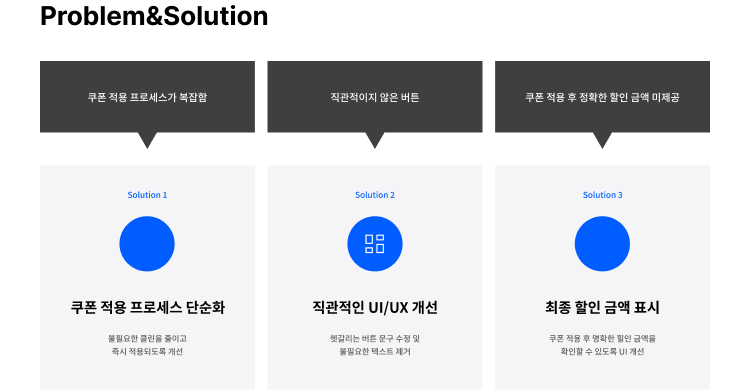 Problem&Solution
쿠폰 적용 프로세스가 복잡함
직관적이지 않은 버튼
쿠폰 적용 후 정확한 할인 금액 미제공
Solution 1
쿠폰 적용 프로세스 단순화
불필요한 클린을 줄이고
즉시 적용되도록 개선
Solution 2
직관적인 UI/UX 개선
헷갈리는 버튼 문구 수정 및
불필요한 텍스트 제거
Solution 3
최종 할인 금액 표시
쿠폰 적용 후 명확한 할인 금액을
확인할 수 있도록 UI 개선